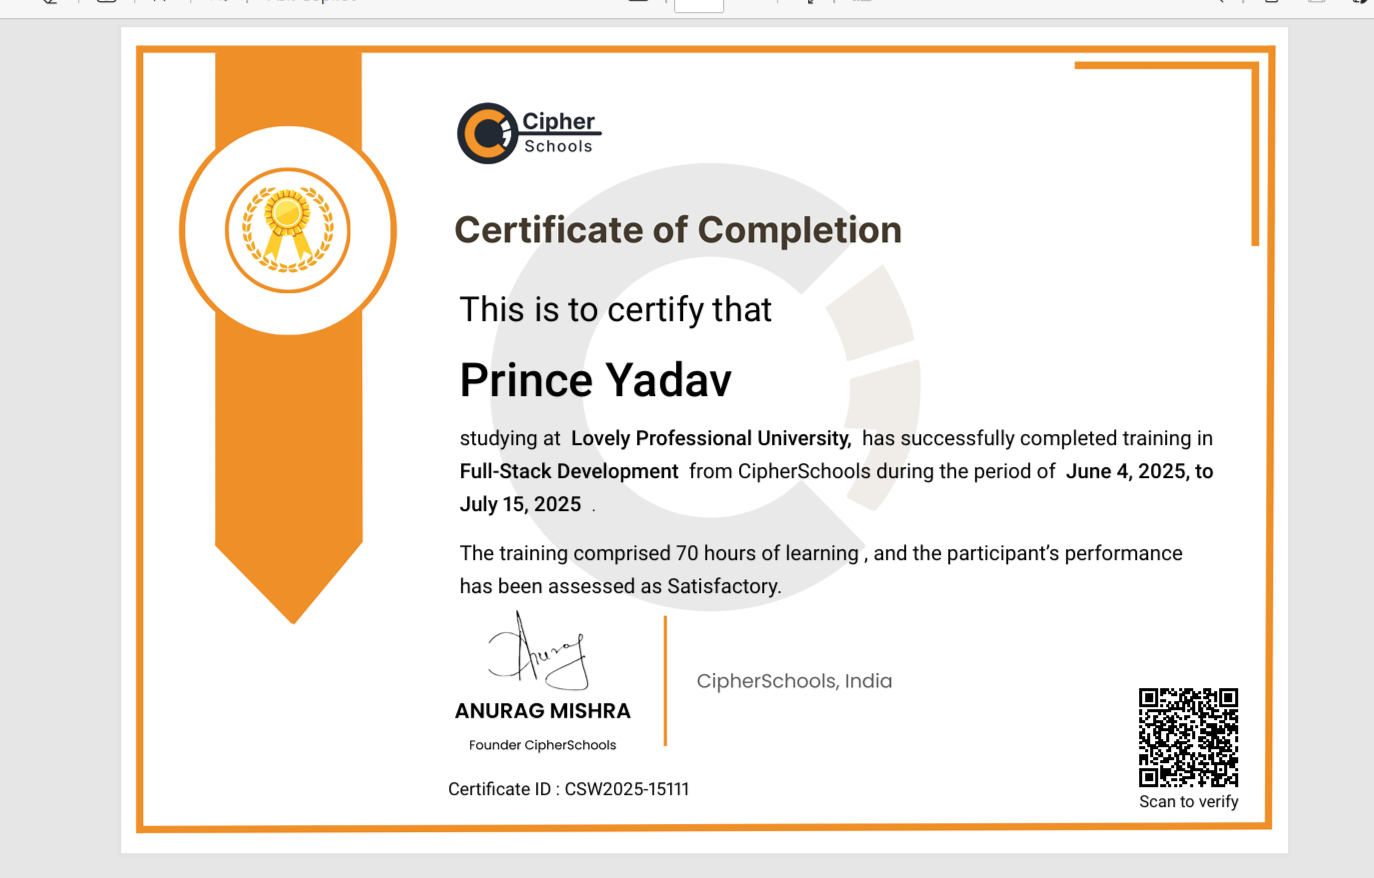 Cipher
Schools
Certificate of Completion
This is to certify that
Prince Yadav
studying at Lovely Professional University, has successfully completed training in
Full-Stack Development from CipherSchools during the period of June 4, 2025, to
July 15, 2025 .
The training comprised 70 hours of learning , and the participant's performance
has been assessed as Satisfactory.
Anurag
ANURAG MISHRA
Founder CipherSchools
CipherSchools, India
Certificate ID : CSW2025-15111
Scan to verify